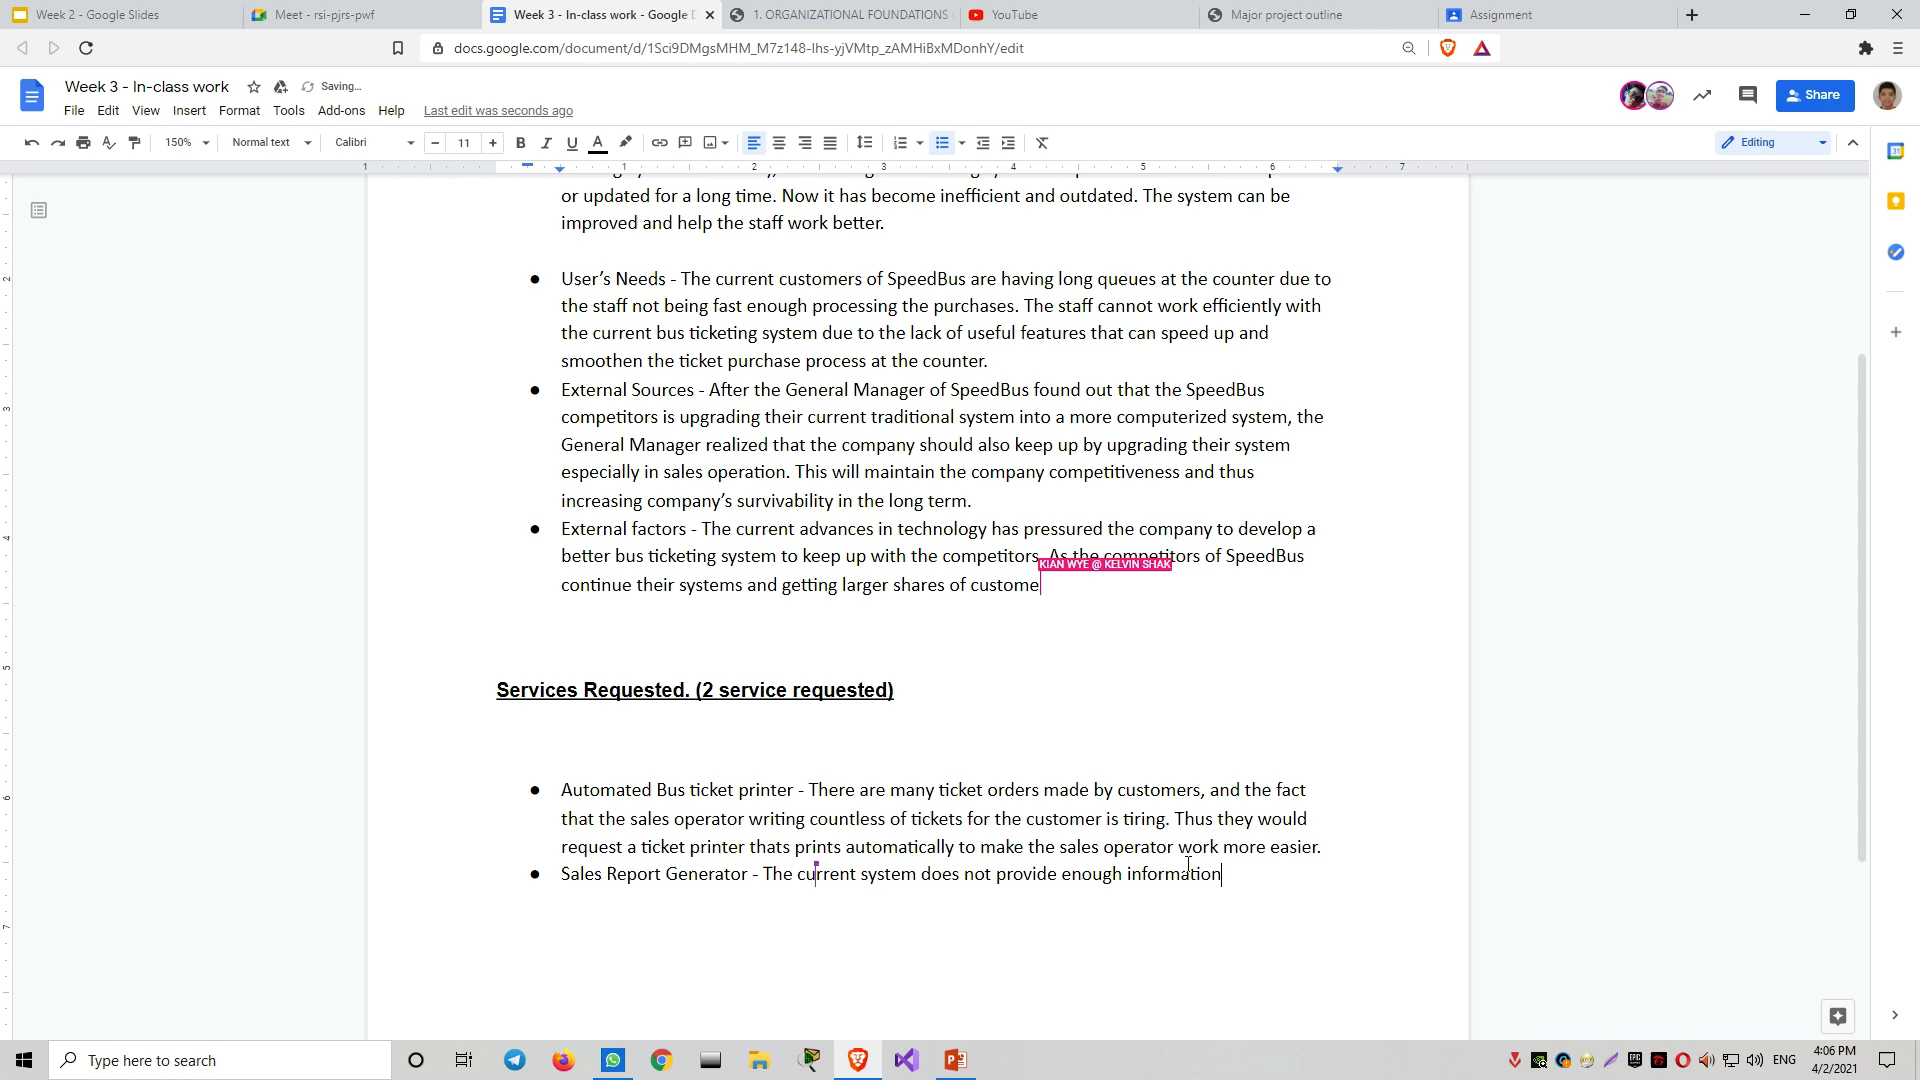 Week 2 - Google Slides
Meet - rsi-pjrs-pwf
Week 3 - In-class work - Google D
1. ORGANIZATIONAL FOUNDATIONS
YouTube
Major project outline
Assignment
docs.google.com/document/d/1Sci9DMgsMHM_M7z148-lhs-yjVMtp_zAMHiBxMDonhY/edit
Week 3 - In-class work
Saving...
Share
File Edit View Insert Format Tools Add-ons Help Last edit was seconds ago
150% Normal text Calibri 11 Editing
1 1 2 3 4 5 6 7
or updated for a long time. Now it has become inefficient and outdated. The system can be
improved and help the staff work better.
● User’s Needs - The current customers of SpeedBus are having long queues at the counter due to
the staff not being fast enough processing the purchases. The staff cannot work efficiently with
the current bus ticketing system due to the lack of useful features that can speed up and
smoothen the ticket purchase process at the counter.
● External Sources - After the General Manager of SpeedBus found out that the SpeedBus
competitors is upgrading their current traditional system into a more computerized system, the
General Manager realized that the company should also keep up by upgrading their system
especially in sales operation. This will maintain the company competitiveness and thus
increasing company’s survivability in the long term.
● External factors - The current advances in technology has pressured the company to develop a
better bus ticketing system to keep up with the competitors. As the competitors of SpeedBus
KIAN WYE @ KELVIN SHAK
continue their systems and getting larger shares of custome
Services Requested. (2 service requested)
● Automated Bus ticket printer - There are many ticket orders made by customers, and the fact
that the sales operator writing countless of tickets for the customer is tiring. Thus they would
request a ticket printer thats prints automatically to make the sales operator work more easier.
● Sales Report Generator - The current system does not provide enough information
Type here to search
ENG
4:06 PM
4/2/2021